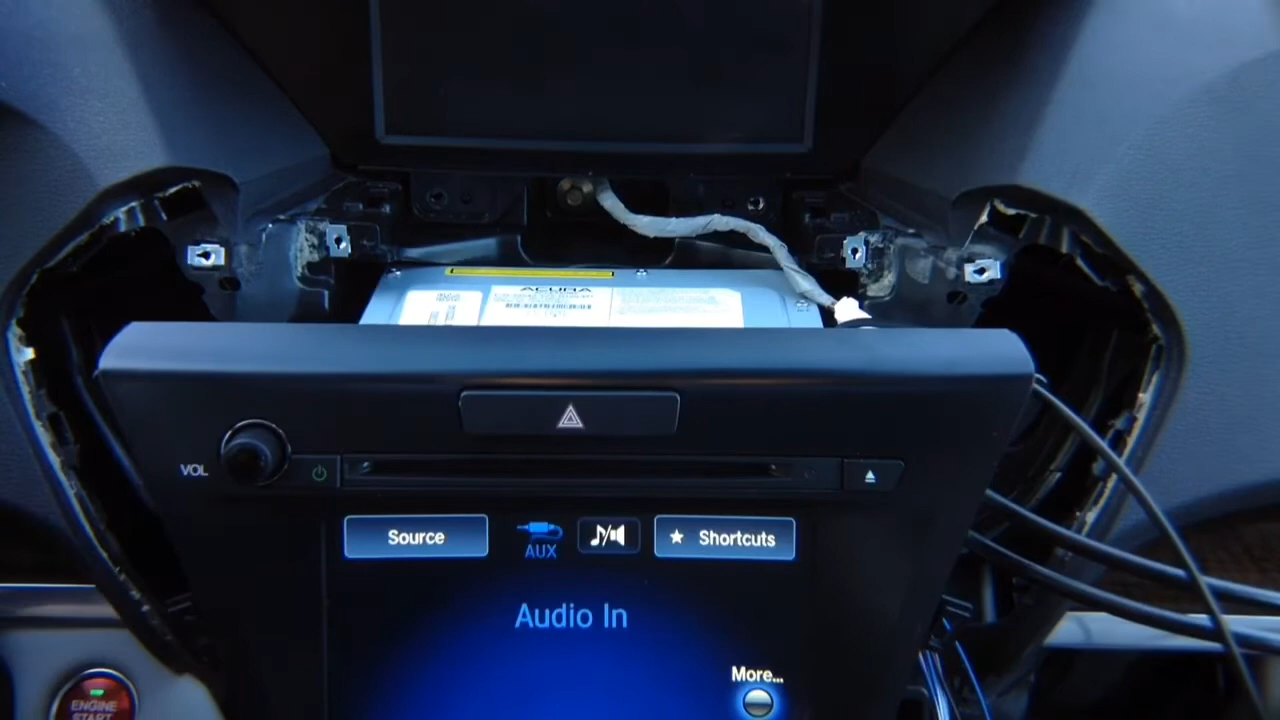 ACURA
VOL
Source
AUX
Shortcuts
Audio In
More...
ENGINE
START